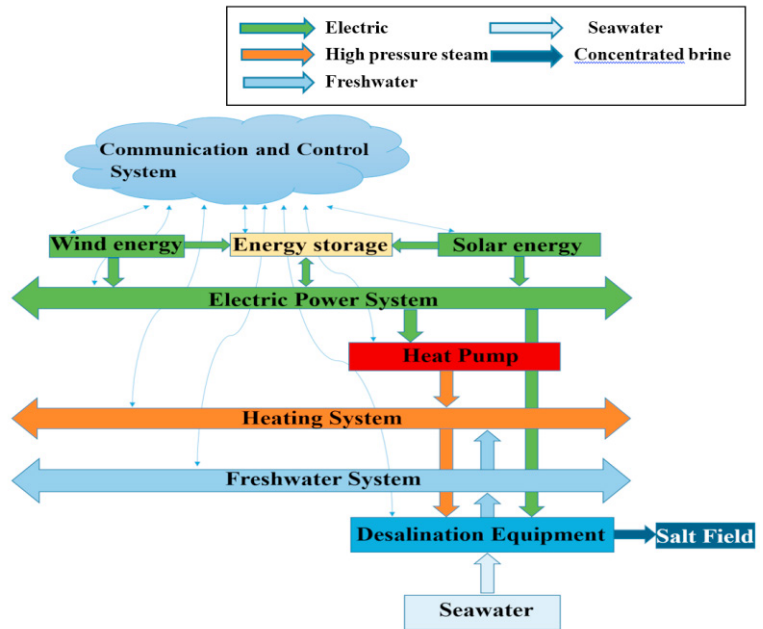 Electric
Seawater
High pressure steam
Concentrated brine
Freshwater
Communication and Control
System
Wind energy
Energy storage
Solar energy
Electric Power System
Heat Pump
Heating System
Freshwater System
Desalination Equipment
Salt Field
Seawater